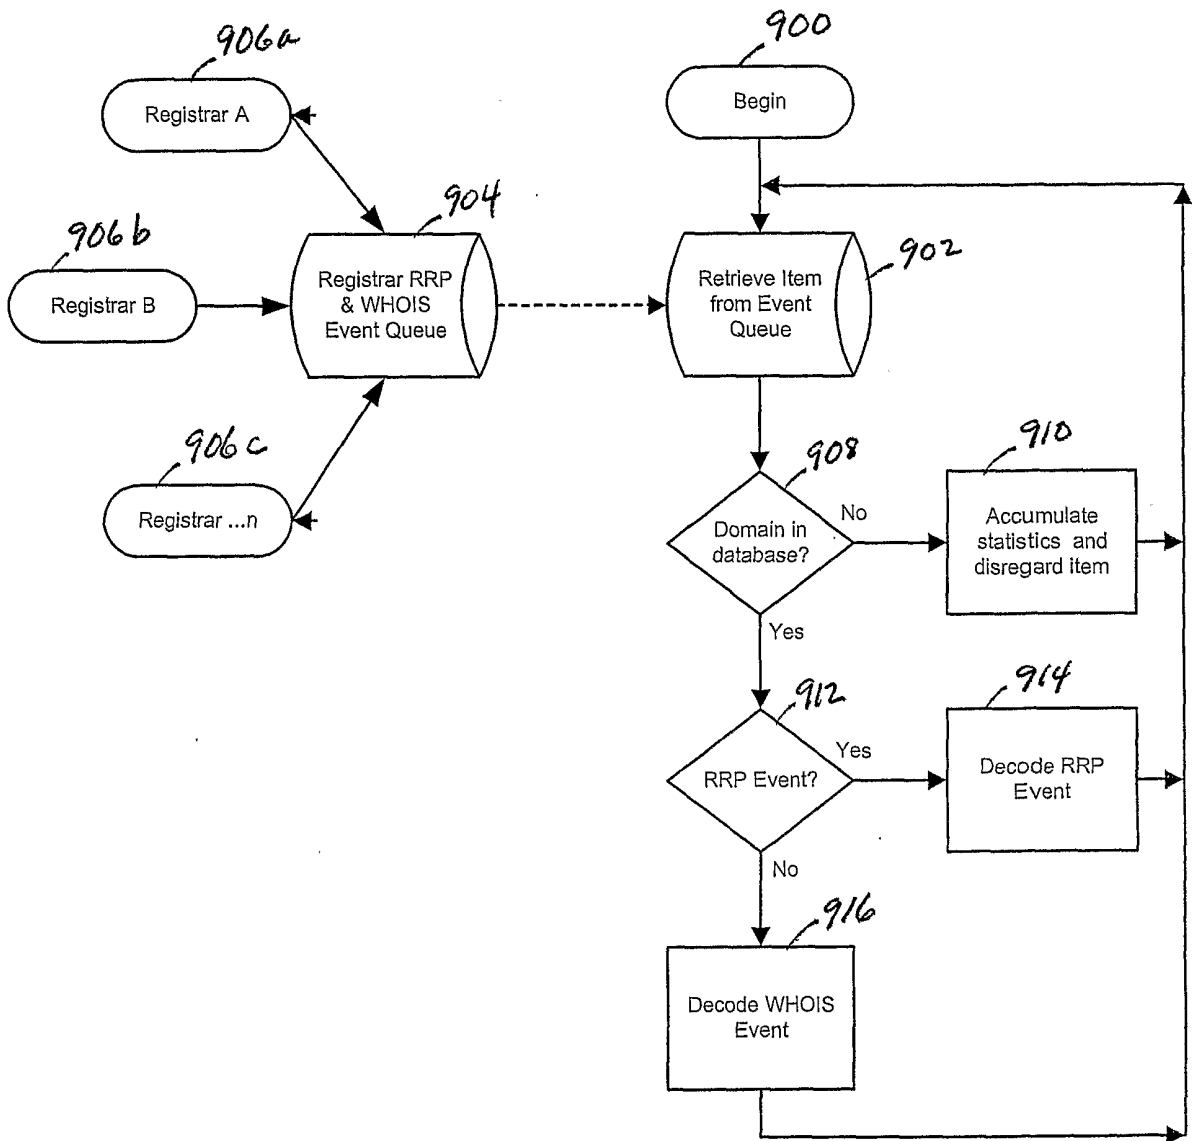 906a
900
Registrar A
Begin
904
906b
902
Registrar RRP
& WHOIS
Event Queue
Retrieve Item
from Event
Queue
Registrar B
906c
908
910
Registrar ...n
Domain in
database?
No
Accumulate
statistics and
disregard item
Yes
912
914
RRP Event?
Yes
Decode RRP
Event
No
916
Decode WHOIS
Event